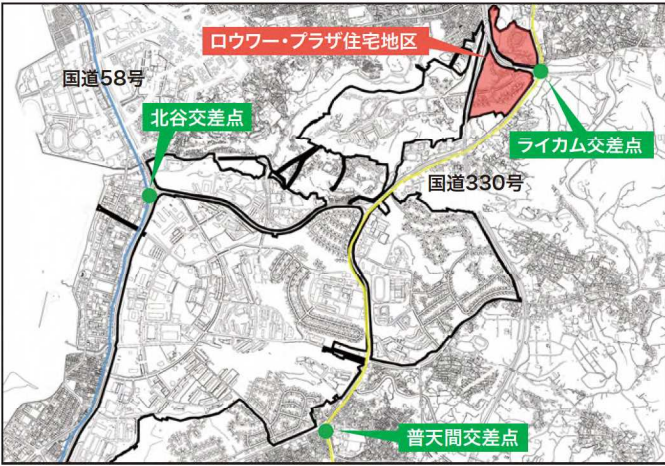 ロウワー・プラザ住宅地区
国道58号
北谷交差点
ライカム交差点
国道330号
普天間交差点